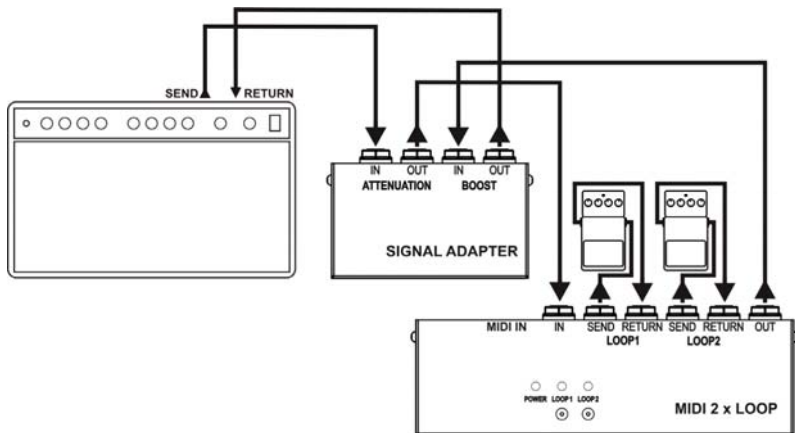 SEND RETURN
IN OUT IN OUT
ATTENUATION BOOST
SIGNAL ADAPTER
MIDI IN IN SEND RETURN SEND RETURN OUT
LOOP1 LOOP2
POWER LOOP1 LOOP2
MIDI 2 x LOOP